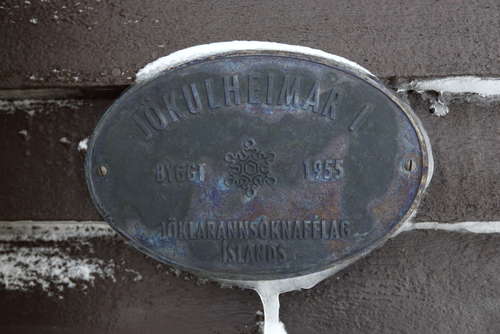 JÖKULHEIMAR I
BYGGT 1955
JÖKLARANNSÓKNAFÉLAG
ÍSLANDS